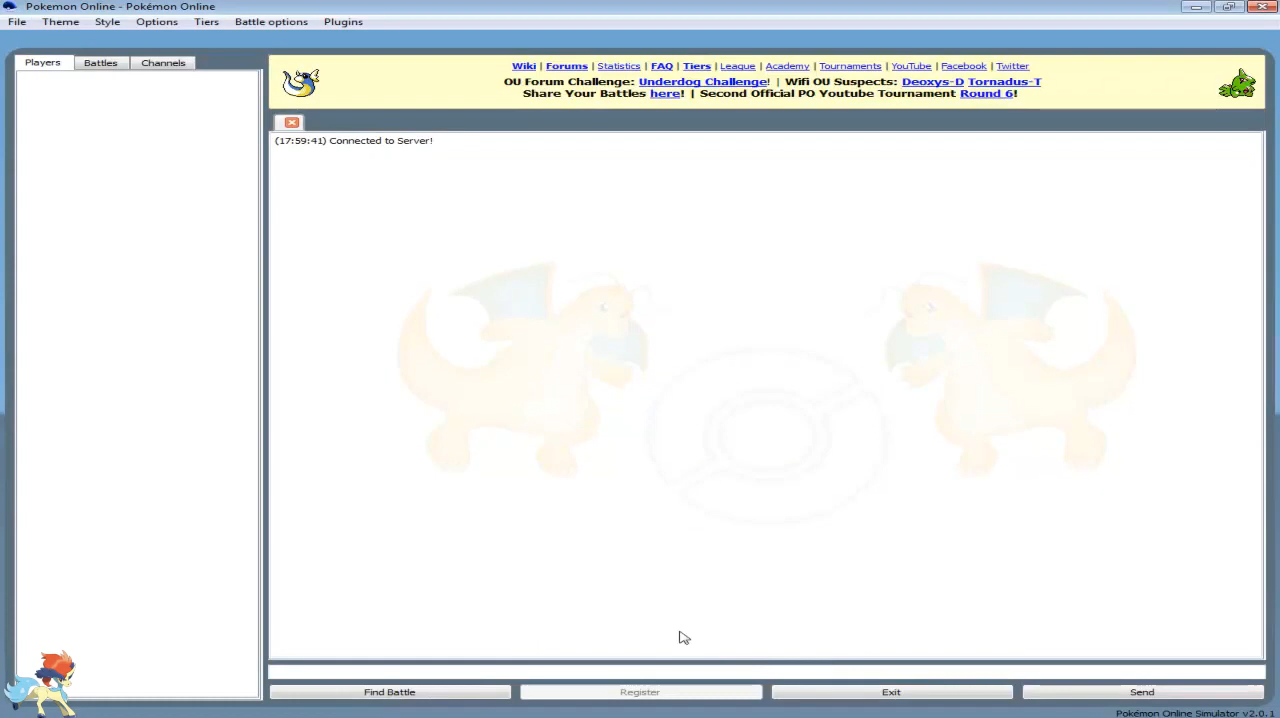 Pokemon Online - Pokémon Online
File Theme Style Options Tiers Battle options Plugins
Players Battles Channels
Wiki | Forums | Statistics | FAQ | Tiers | League | Academy | Tournaments | YouTube | Facebook | Twitter
OU Forum Challenge: Underdog Challenge! | Wifi OU Suspects: Deoxys-D Tornadus-T
Share Your Battles here! | Second Official PO Youtube Tournament Round 6!
(17:59:41) Connected to Server!
Find Battle Register Exit Send
Pokémon Online Simulator v2.0.1